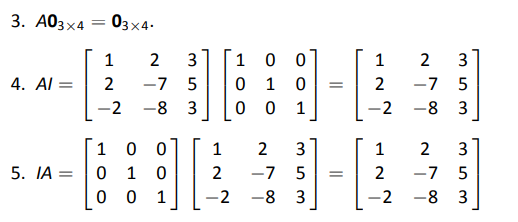 3. A0₃ₓ₄ = 0₃ₓ₄.
1 2 3 1 0 0 1 2 3
4. AI = 2 −7 5 0 1 0 = 2 −7 5
−2 −8 3 0 0 1 −2 −8 3
1 0 0 1 2 3 1 2 3
5. IA = 0 1 0 2 −7 5 = 2 −7 5
0 0 1 −2 −8 3 −2 −8 3